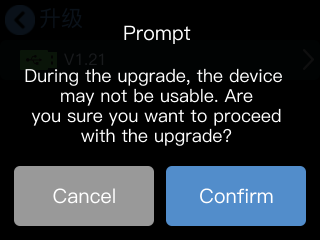 升级
Prompt
V1.21
During the upgrade, the device
may not be usable. Are
you sure you want to proceed
with the upgrade?
Cancel
Confirm